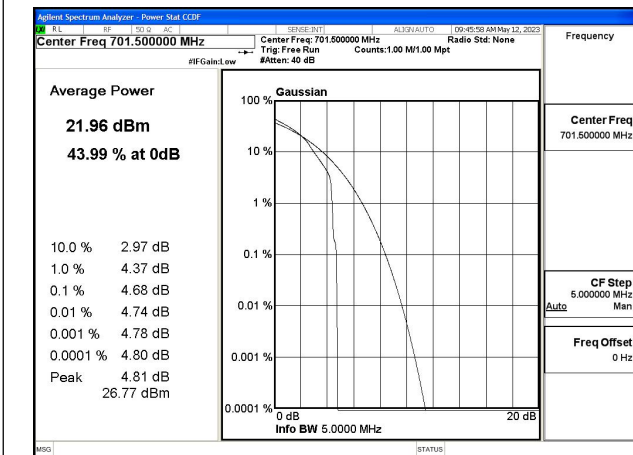 Agilent Spectrum Analyzer - Power Stat CCDF
RL RF 50 Ω AC SENSE:INT ALIGN AUTO 09:45:58 AM May 12, 2023
Center Freq 701.500000 MHz
Center Freq: 701.500000 MHz Radio Std: None
Trig: Free Run Counts:1.00 M/1.00 Mpt
#IFGain:Low #Atten: 40 dB
Frequency
Average Power
21.96 dBm
43.99 % at 0dB
10.0 % 2.97 dB
1.0 % 4.37 dB
0.1 % 4.68 dB
0.01 % 4.74 dB
0.001 % 4.78 dB
0.0001 % 4.80 dB
Peak 4.81 dB
26.77 dBm
Gaussian
100 %
10 %
1 %
0.1 %
0.01 %
0.001 %
0.0001 %
0 dB 20 dB
Info BW 5.0000 MHz
Center Freq
701.500000 MHz
CF Step
5.000000 MHz
Auto Man
Freq Offset
0 Hz
MSG STATUS